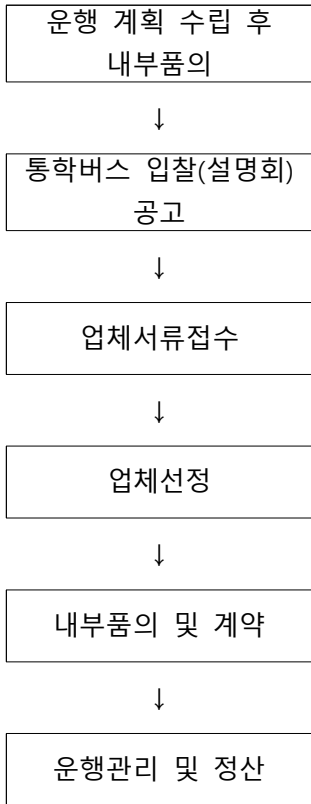 운행 계획 수립 후
내부품의
↓
통학버스 입찰(설명회)
공고
↓
업체서류접수
↓
업체선정
↓
내부품의 및 계약
↓
운행관리 및 정산